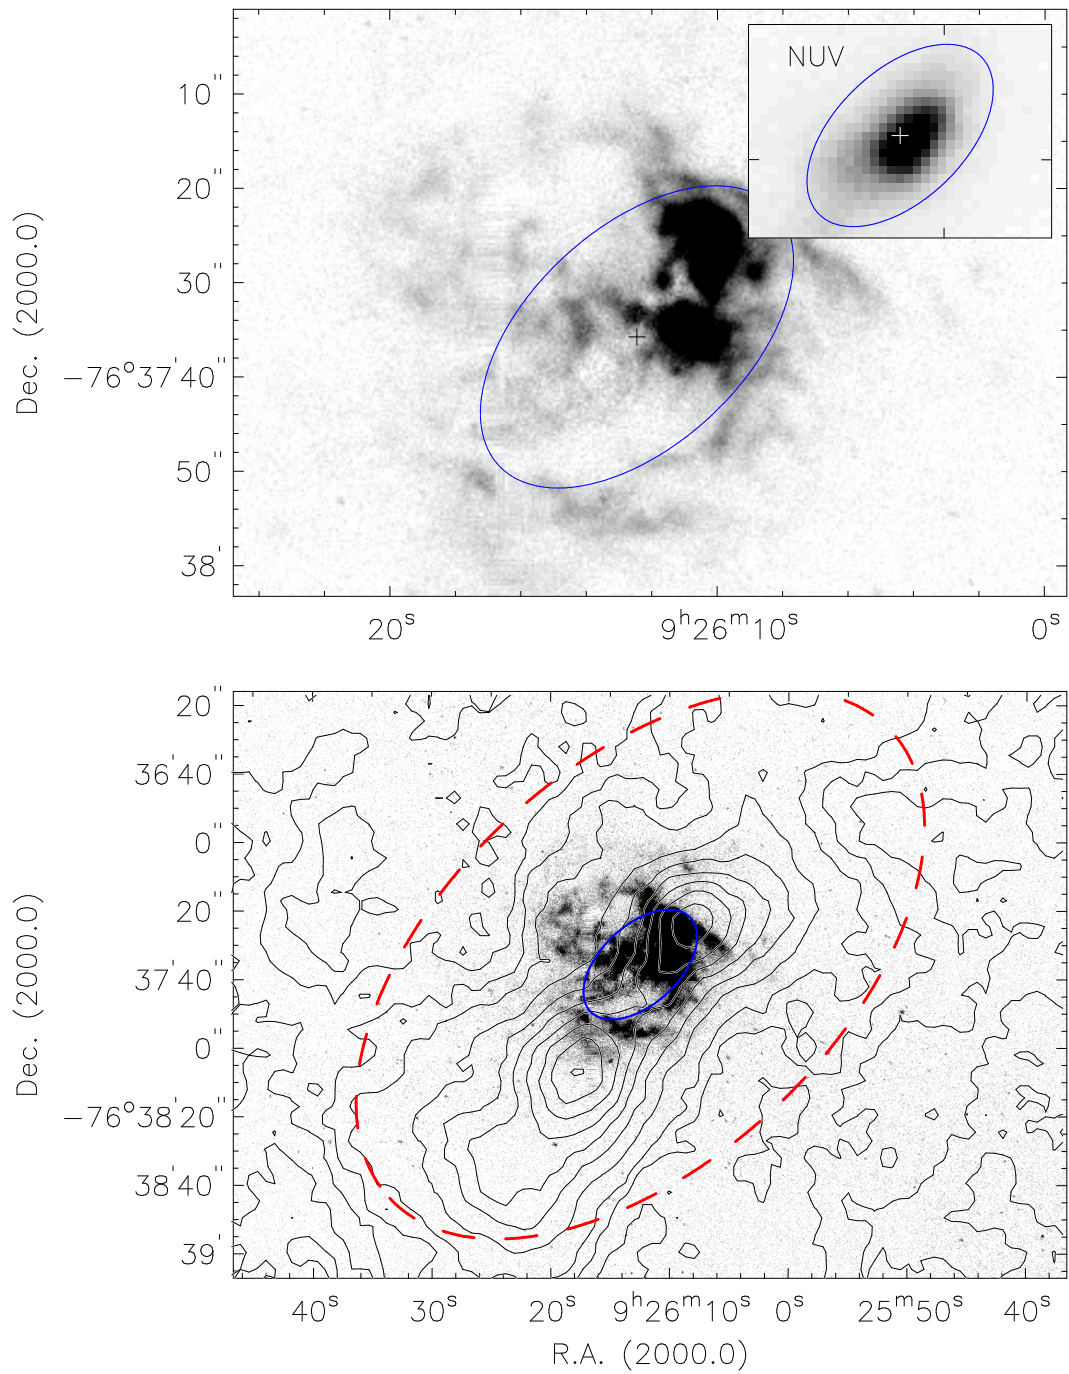 NUV
10"
20"
30"
−76°37'40"
50"
38'
Dec. (2000.0)
20ˢ
9ʰ26ᵐ10ˢ
0ˢ
20"
36'40"
0"
20"
37'40"
0"
−76°38'20"
38'40"
39'
Dec. (2000.0)
40ˢ
30ˢ
20ˢ
9ʰ26ᵐ10ˢ
0ˢ
25ᵐ50ˢ
40ˢ
R.A. (2000.0)